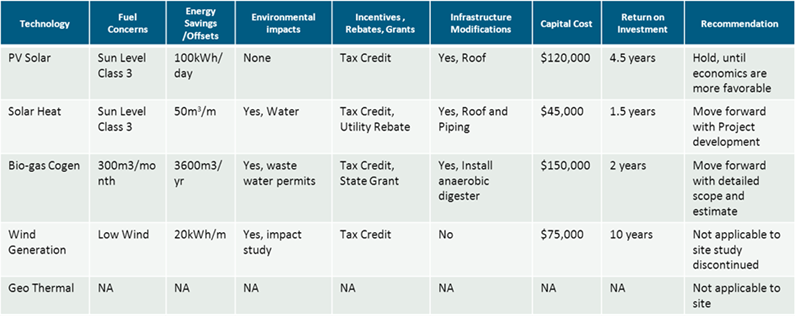 Technology | Fuel Concerns | Energy Savings /Offsets | Environmental impacts | Incentives , Rebates, Grants | Infrastructure Modifications | Capital Cost | Return on Investment | Recommendation
PV Solar | Sun Level Class 3 | 100kWh/ day | None | Tax Credit | Yes, Roof | $120,000 | 4.5 years | Hold, until economics are more favorable
Solar Heat | Sun Level Class 3 | 50m³/m | Yes, Water | Tax Credit, Utility Rebate | Yes, Roof and Piping | $45,000 | 1.5 years | Move forward with Project development
Bio-gas Cogen | 300m3/mo nth | 3600m3/ yr | Yes, waste water permits | Tax Credit, State Grant | Yes, Install anaerobic digester | $150,000 | 2 years | Move forward with detailed scope and estimate
Wind Generation | Low Wind | 20kWh/m | Yes, impact study | Tax Credit | No | $75,000 | 10 years | Not applicable to site study discontinued
Geo Thermal | NA | NA | NA | NA | NA | NA | NA | Not applicable to site